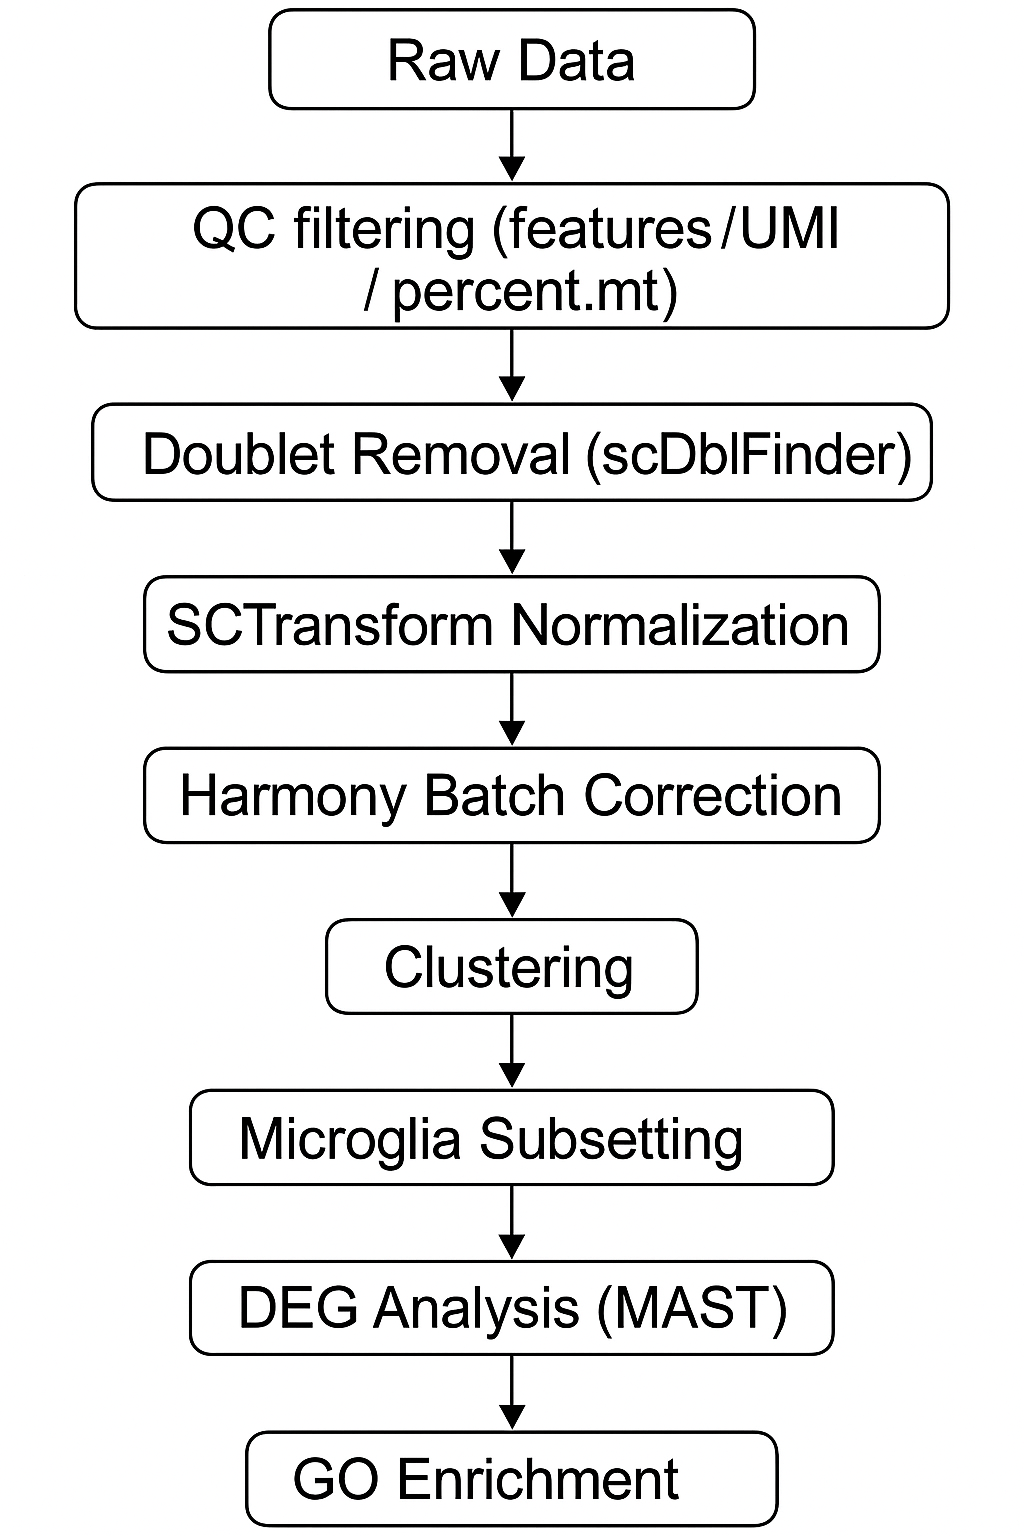 Raw Data
QC filtering (features/UMI
/ percent.mt)
Doublet Removal (scDblFinder)
SCTransform Normalization
Harmony Batch Correction
Clustering
Microglia Subsetting
DEG Analysis (MAST)
GO Enrichment